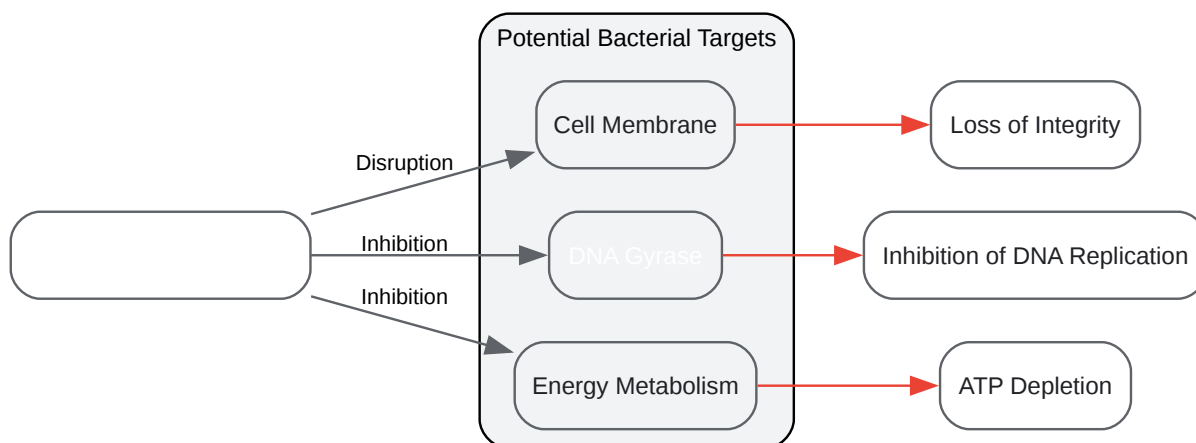 Potential Bacterial Targets
Disruption
Cell Membrane
Loss of Integrity
Inhibition
DNA Gyrase
Inhibition of DNA Replication
Inhibition
Energy Metabolism
ATP Depletion